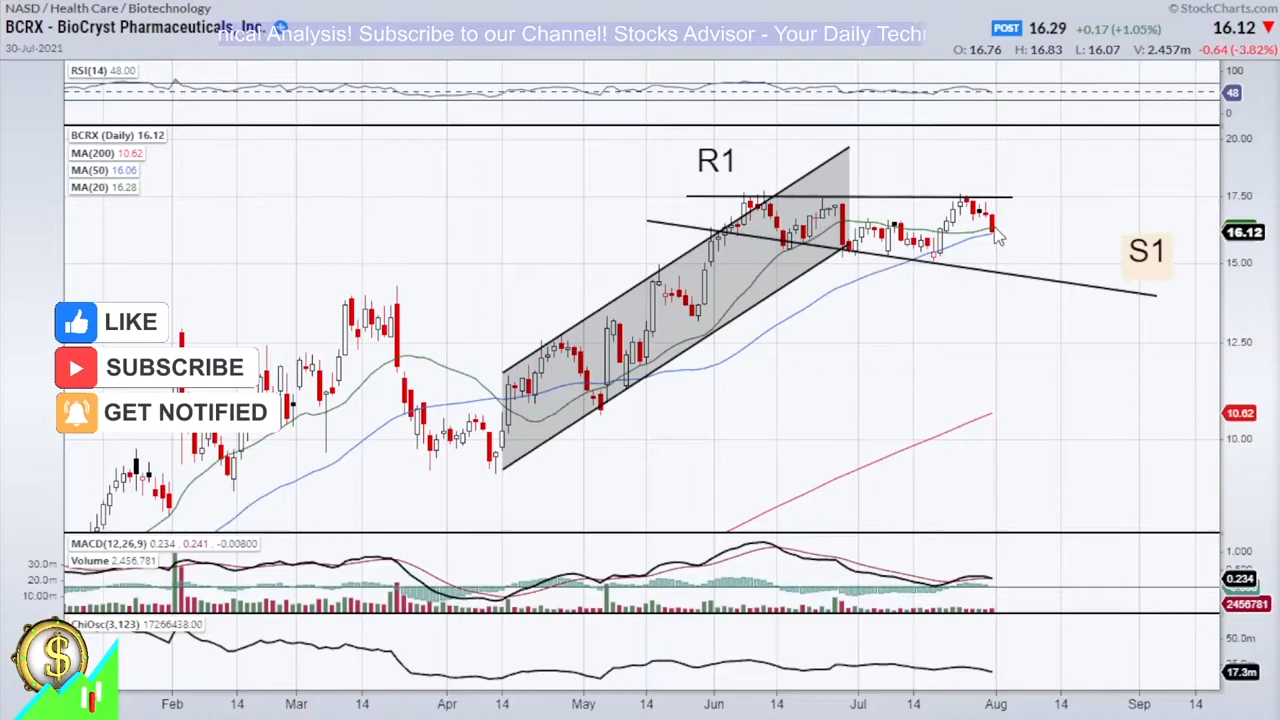 NASD / Health Care / Biotechnology
© StockCharts.com
BCRX - BioCryst Pharmaceuticals, Inc.
nical Analysis! Subscribe to our Channel! Stocks Advisor - Your Daily Tech
POST 16.29 +0.17 (+1.05%) 16.12
30-Jul-2021
O: 16.76 H: 16.83 L: 16.07 V: 2.457m -0.64 (-3.82%)
RSI(14) 48.00
100
48
0
BCRX (Daily) 16.12
20.00
MA(200) 10.62
R1
MA(50) 16.06
MA(20) 16.28
17.50
16.12
S1
15.00
LIKE
12.50
SUBSCRIBE
GET NOTIFIED
10.62
10.00
MACD(12,26,9) 0.234 , 0.241 , -0.00800
1.000
Volume 2,456,781
30.0m
20.0m
0.234
10.00m
2456781
ChiOsc(3,123) 17266438.00
50.0m
17.3m
$
Feb 14 Mar 14 Apr 14 May 14 Jun 14 Jul 14 Aug 14 Sep 14